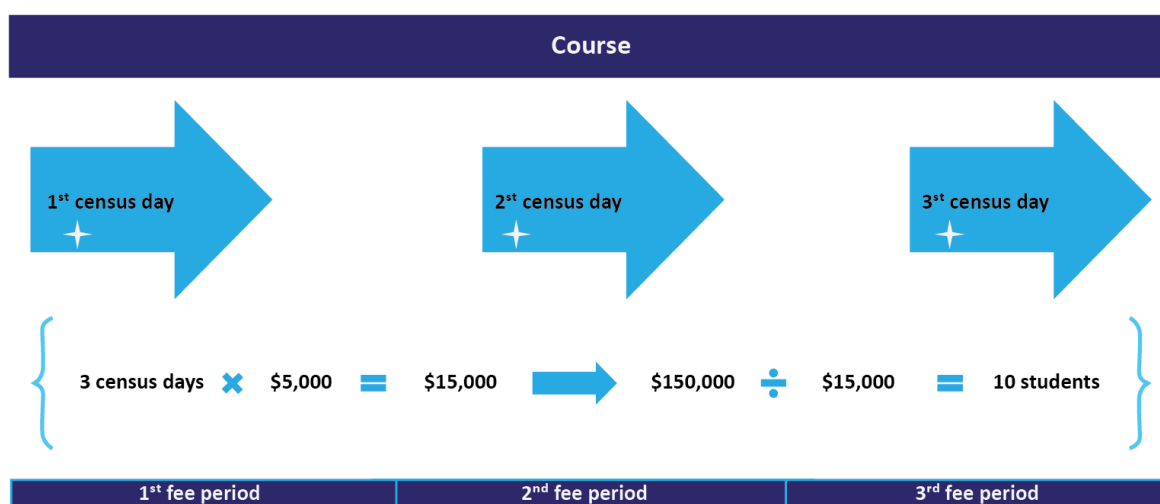 Course
1st census day
2st census day
3st census day
3 census days × $5,000 = $15,000 $150,000 ÷ $15,000 = 10 students
1st fee period
2nd fee period
3rd fee period